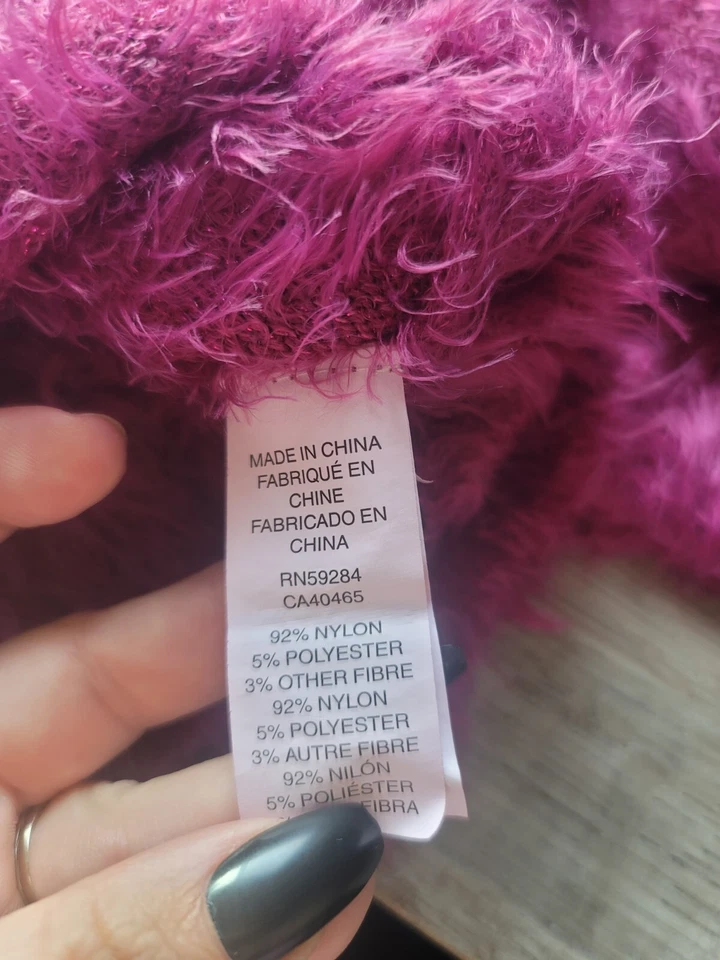 MADE IN CHINA
FABRIQUÉ EN
CHINE
FABRICADO EN
CHINA
RN59284
CA40465
92% NYLON
5% POLYESTER
3% OTHER FIBRE
92% NYLON
5% POLYESTER
3% AUTRE FIBRE
92% NILÓN
5% POLIÉSTER
FIBRA